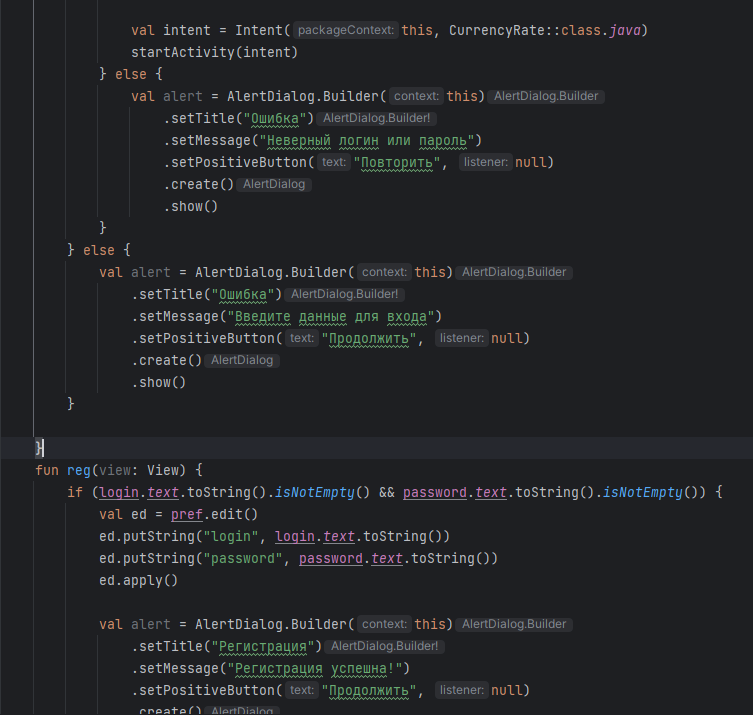 val intent = Intent( packageContext: this, CurrencyRate::class.java)
startActivity(intent)
} else {
val alert = AlertDialog.Builder( context: this) AlertDialog.Builder
.setTitle("Ошибка") AlertDialog.Builder!
.setMessage("Неверный логин или пароль")
.setPositiveButton( text: "Повторить", listener: null)
.create() AlertDialog
.show()
}
} else {
val alert = AlertDialog.Builder( context: this) AlertDialog.Builder
.setTitle("Ошибка") AlertDialog.Builder!
.setMessage("Введите данные для входа")
.setPositiveButton( text: "Продолжить", listener: null)
.create() AlertDialog
.show()
}
}
fun reg(view: View) {
if (login.text.toString().isNotEmpty() && password.text.toString().isNotEmpty()) {
val ed = pref.edit()
ed.putString("login", login.text.toString())
ed.putString("password", password.text.toString())
ed.apply()
val alert = AlertDialog.Builder( context: this) AlertDialog.Builder
.setTitle("Регистрация") AlertDialog.Builder!
.setMessage("Регистрация успешна!")
.setPositiveButton( text: "Продолжить", listener: null)
.create() AlertDialog